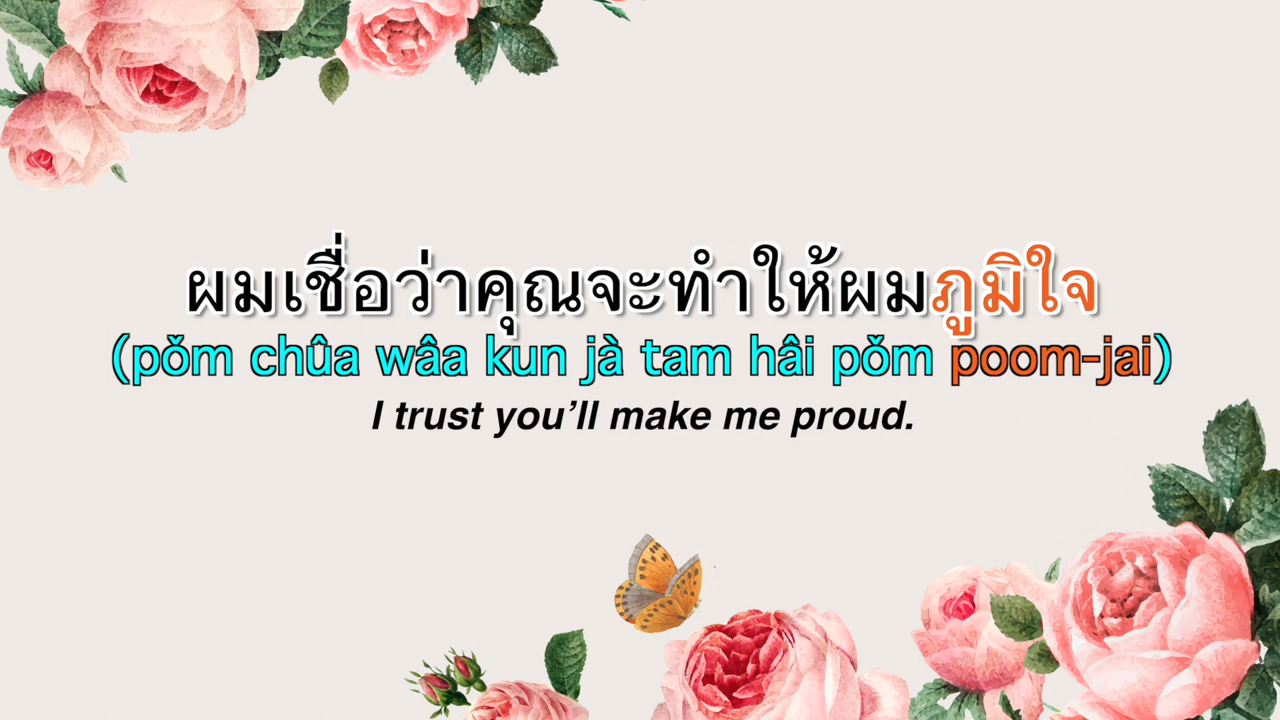 ผมเชื่อว่าคุณจะทำให้ผมภูมิใจ
(pǒm chûa wâa kun jà tam hâi pǒm poom-jai)
I trust you’ll make me proud.